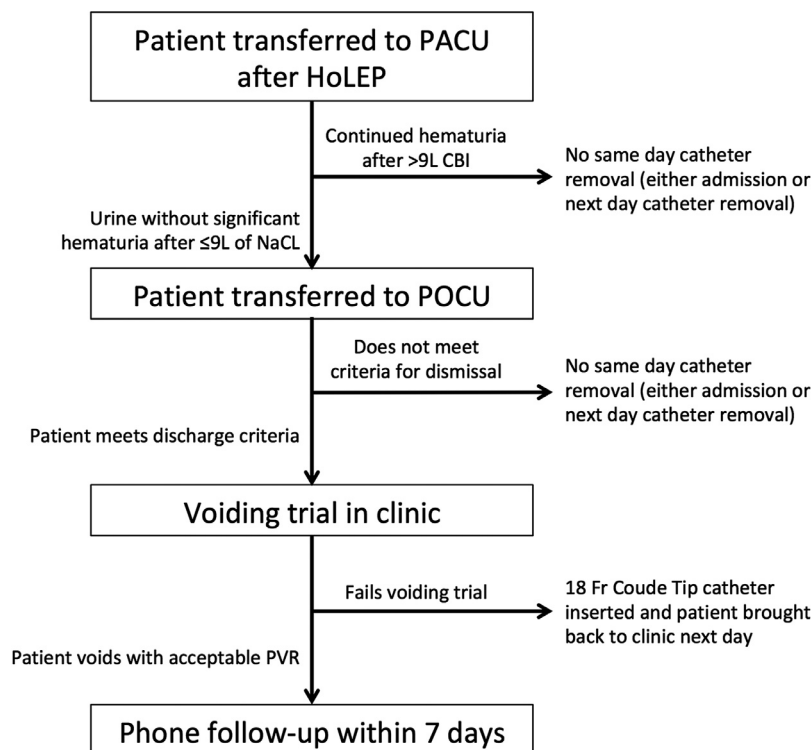 Patient transferred to PACU
after HoLEP
Continued hematuria
after >9L CBI
No same day catheter
removal (either admission or
next day catheter removal)
Urine without significant
hematuria after ≤9L of NaCL
Patient transferred to POCU
Does not meet
criteria for dismissal
No same day catheter
removal (either admission or
next day catheter removal)
Patient meets discharge criteria
Voiding trial in clinic
Fails voiding trial
18 Fr Coude Tip catheter
inserted and patient brought
back to clinic next day
Patient voids with acceptable PVR
Phone follow-up within 7 days